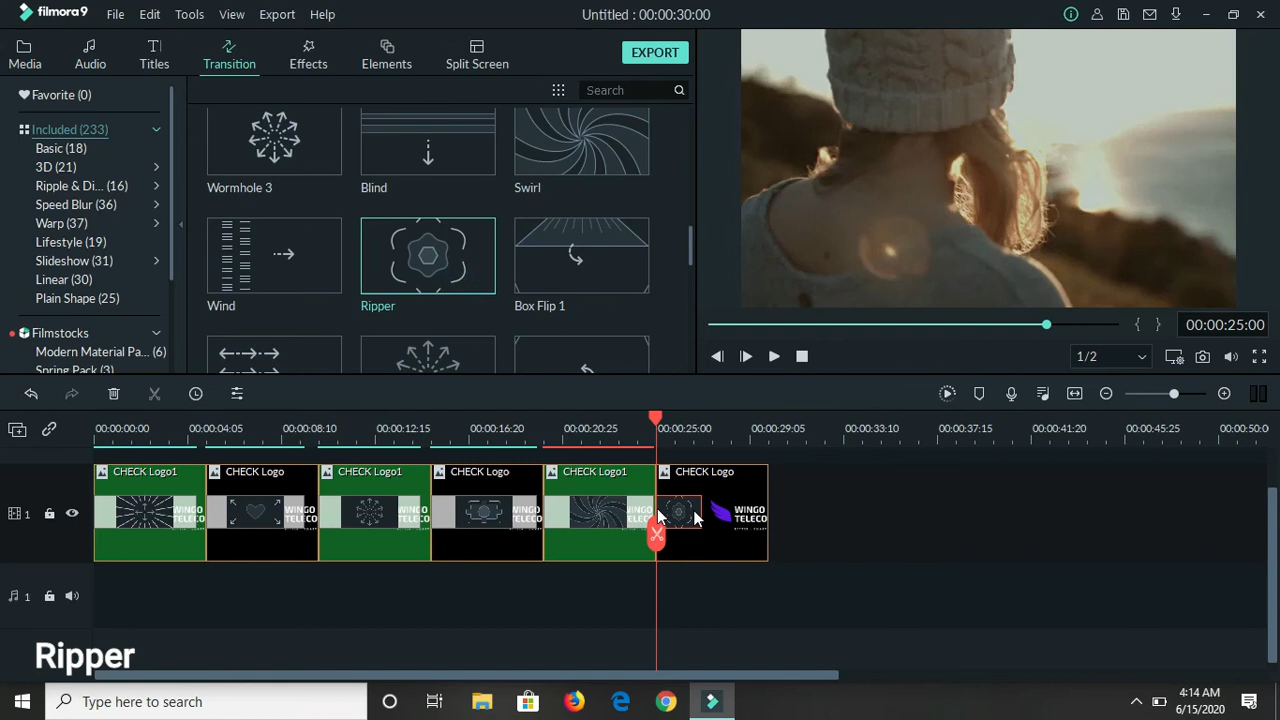 filmora9
File Edit Tools View Export Help
Untitled : 00:00:30:00
Media Audio Titles Transition Effects Elements Split Screen
EXPORT
Favorite (0)
Search
Included (233)
Basic (18)
3D (21)
Ripple & Di... (16)
Speed Blur (36)
Warp (37)
Lifestyle (19)
Slideshow (31)
Linear (30)
Plain Shape (25)
Filmstocks
Modern Material Pa... (6)
Spring Pack (3)
Wormhole 3 Blind Swirl
Wind Ripper Box Flip 1
00:00:25:00
1/2
00:00:00:00 00:00:04:05 00:00:08:10 00:00:12:15 00:00:16:20 00:00:20:25 00:00:25:00 00:00:29:05 00:00:33:10 00:00:37:15 00:00:41:20 00:00:45:25 00:00:50:0
CHECK Logo1 CHECK Logo CHECK Logo1 CHECK Logo CHECK Logo1 CHECK Logo
WINGO
TELECO
1
1
Ripper
Type here to search
4:14 AM
6/15/2020